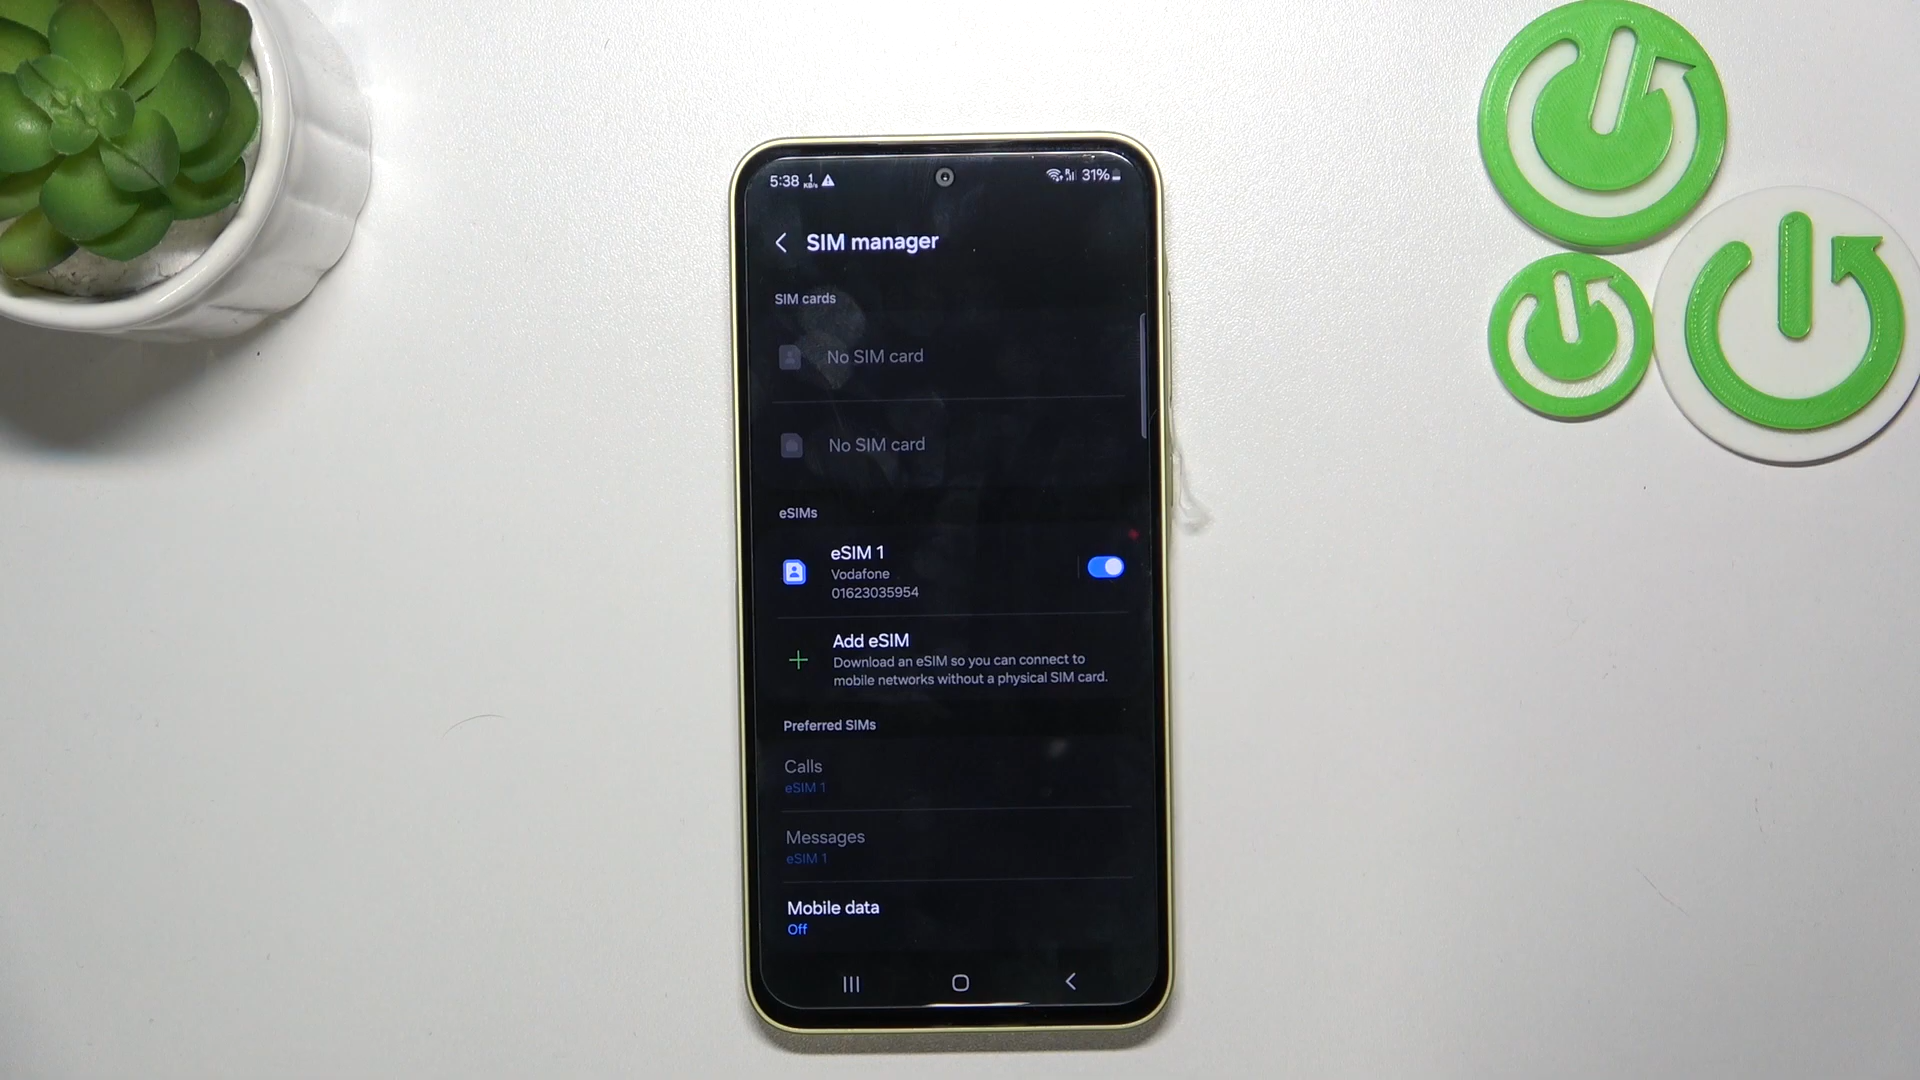 5:38 1 KB/s 31%
SIM manager
SIM cards
No SIM card
No SIM card
eSIMs
eSIM 1
Vodafone
01623035954
Add eSIM
Download an eSIM so you can connect to
mobile networks without a physical SIM card.
Preferred SIMs
Calls
eSIM 1
Messages
eSIM 1
Mobile data
Off